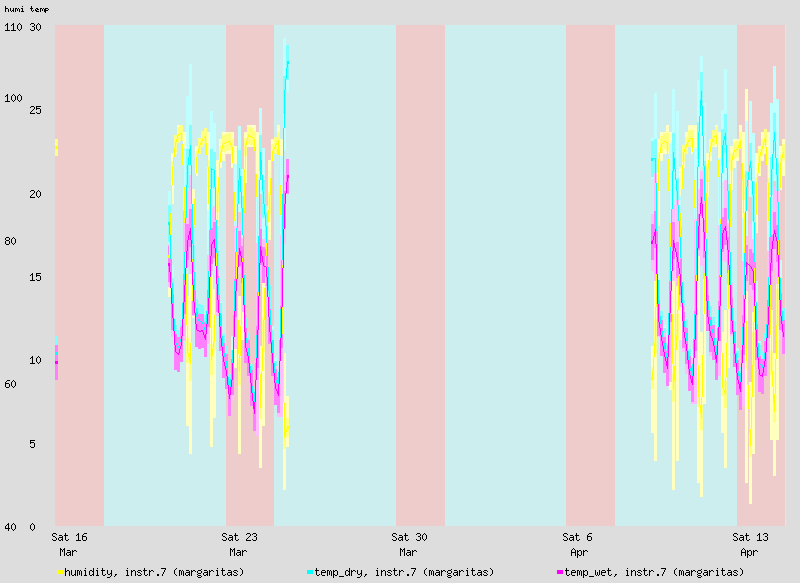 humi temp
110 30
100 25
20
80
15
10
60
5
40 0
Sat 16 Sat 23 Sat 30 Sat 6 Sat 13
Mar Mar Mar Apr Apr
humidity, instr.7 (margaritas) temp_dry, instr.7 (margaritas) temp_wet, instr.7 (margaritas)